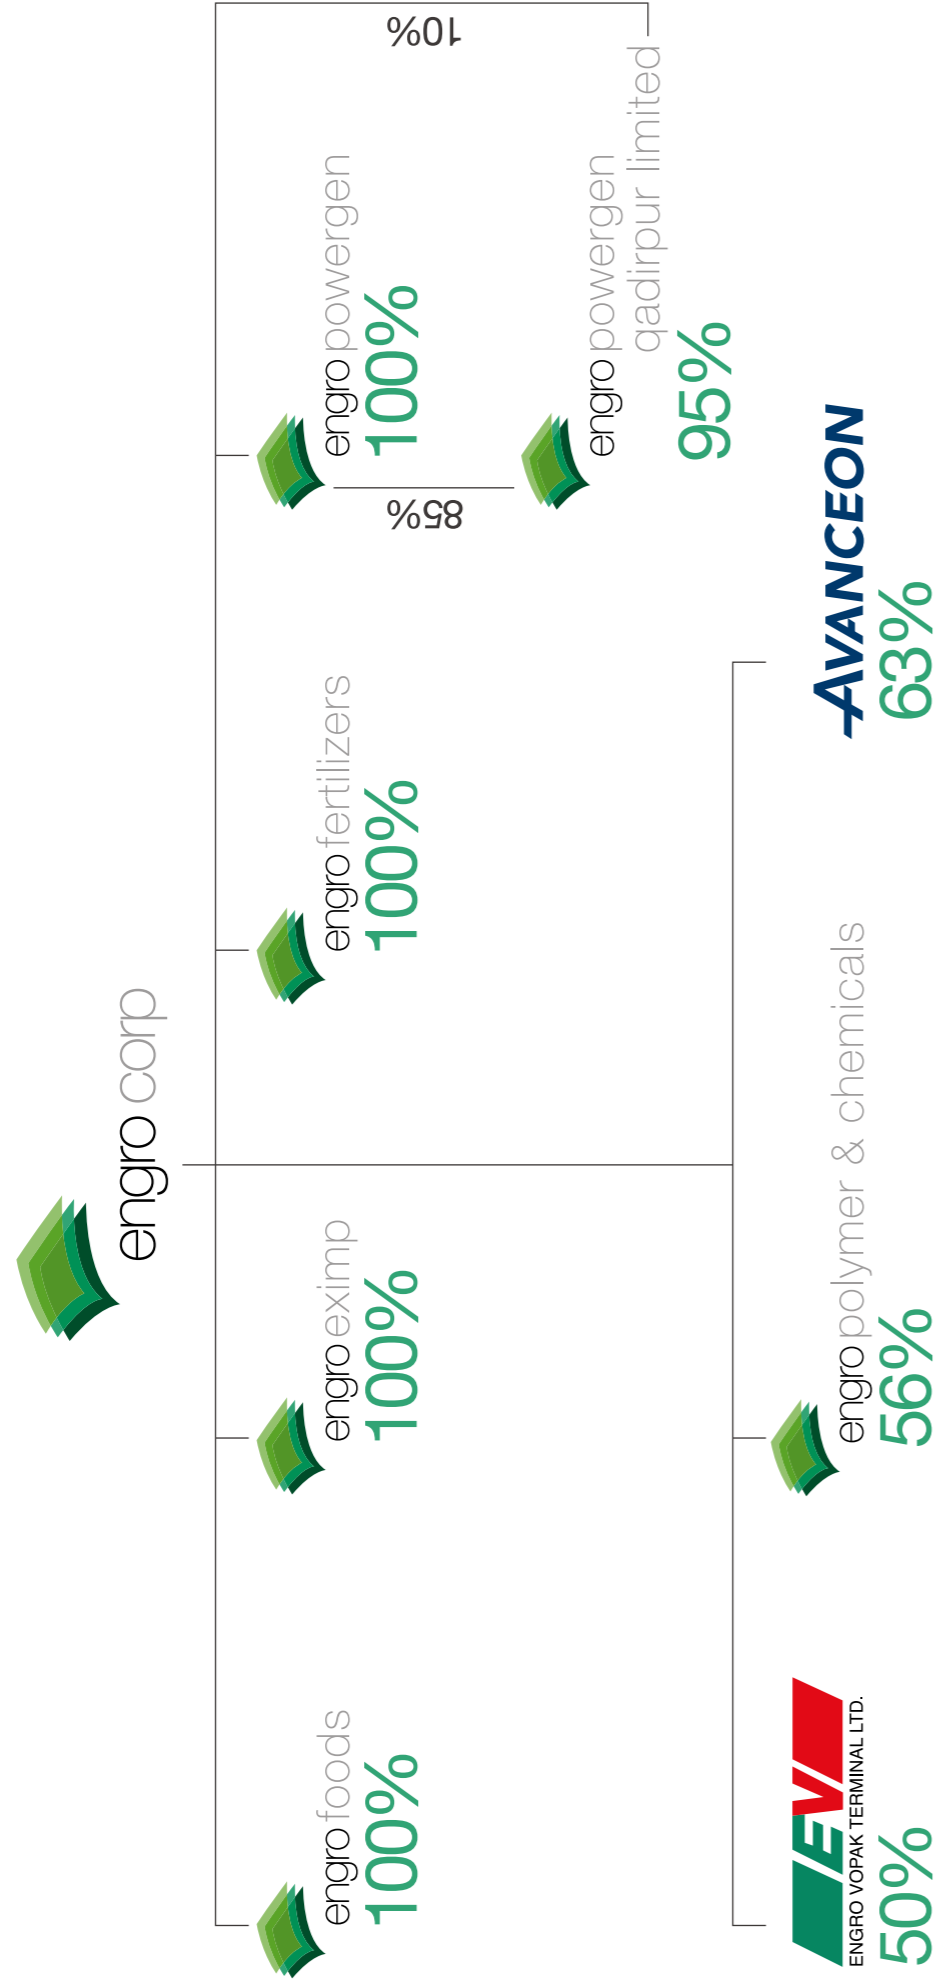 engro corp
engro foods
100%
engro eximp
100%
engro fertilizers
100%
engro powergen
100%
85%
10%
engro powergen
qadirpur limited
95%
EV
ENGRO VOPAK TERMINAL LTD.
50%
engro polymer & chemicals
56%
AVANCEON
63%